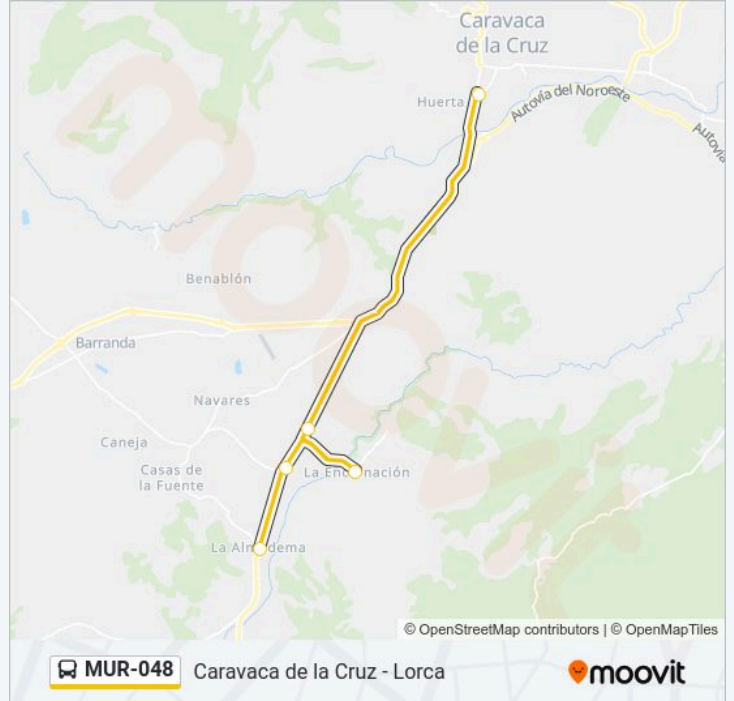 Caravaca
de la Cruz
Huerta
Autovía del Noroeste
Autovía
Benablón
Barranda
Navares
Caneja
Casas de
la Fuente
La Encarnación
La Almudema
moovit
© OpenStreetMap contributors | © OpenMapTiles
MUR-048
Caravaca de la Cruz - Lorca
moovit